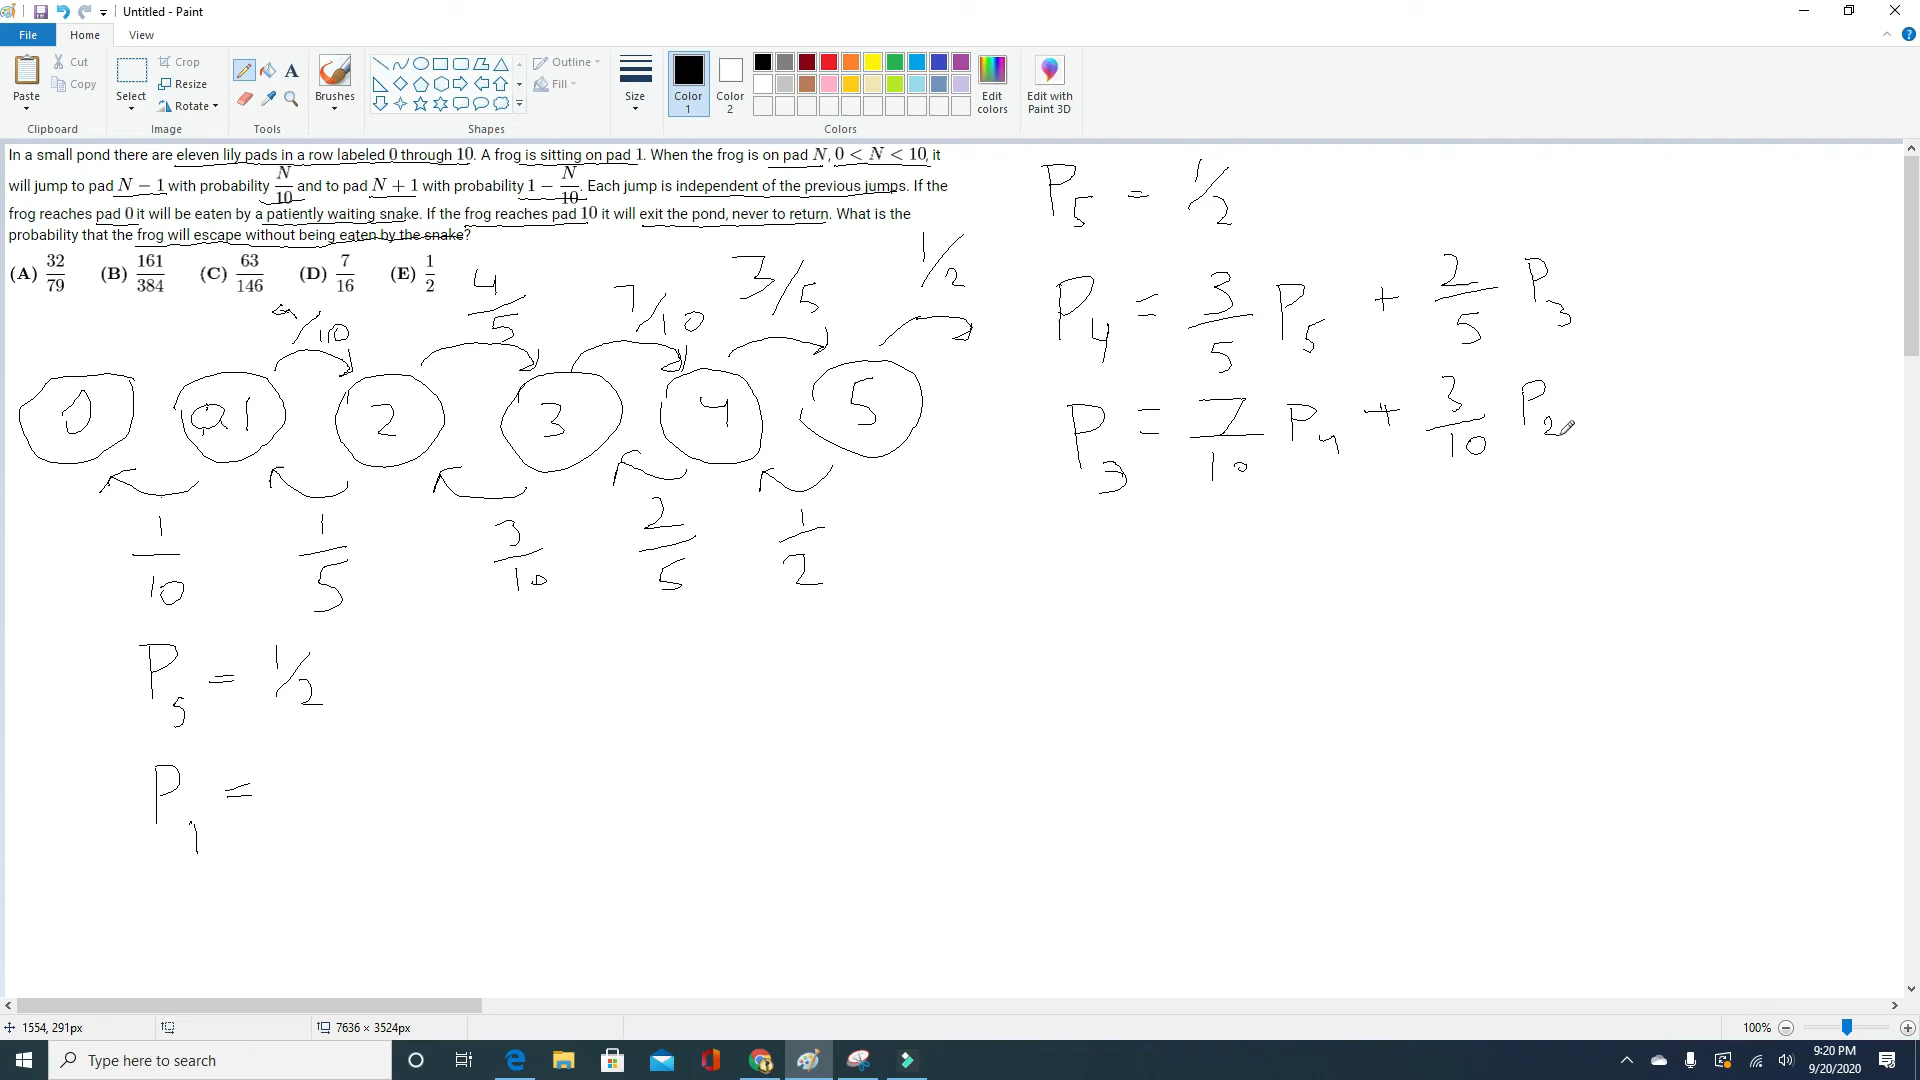 Untitled - Paint
File Home View
Paste Cut Copy Clipboard
Select Crop Resize Rotate Image
Tools
Brushes
Shapes Outline Fill
Size
Color 1 Color 2 Edit colors Colors
Edit with Paint 3D
In a small pond there are eleven lily pads in a row labeled 0 through 10. A frog is sitting on pad 1. When the frog is on pad N, 0 < N < 10, it
will jump to pad N − 1 with probability N/10 and to pad N + 1 with probability 1 − N/10. Each jump is independent of the previous jumps. If the
frog reaches pad 0 it will be eaten by a patiently waiting snake. If the frog reaches pad 10 it will exit the pond, never to return. What is the
probability that the frog will escape without being eaten by the snake?
(A) 32/79 (B) 161/384 (C) 63/146 (D) 7/16 (E) 1/2
9/10 4/5 7/10 3/5 1/2
0 1 2 3 4 5
1/10 1/5 3/10 2/5 1/2
P5 = 1/2
P1 =
P5 = 1/2
P4 = 3/5 P5 + 2/5 P3
P3 = 7/10 P4 + 3/10 P2
1554, 291px
7636 × 3524px
100%
Type here to search
9:20 PM
9/20/2020